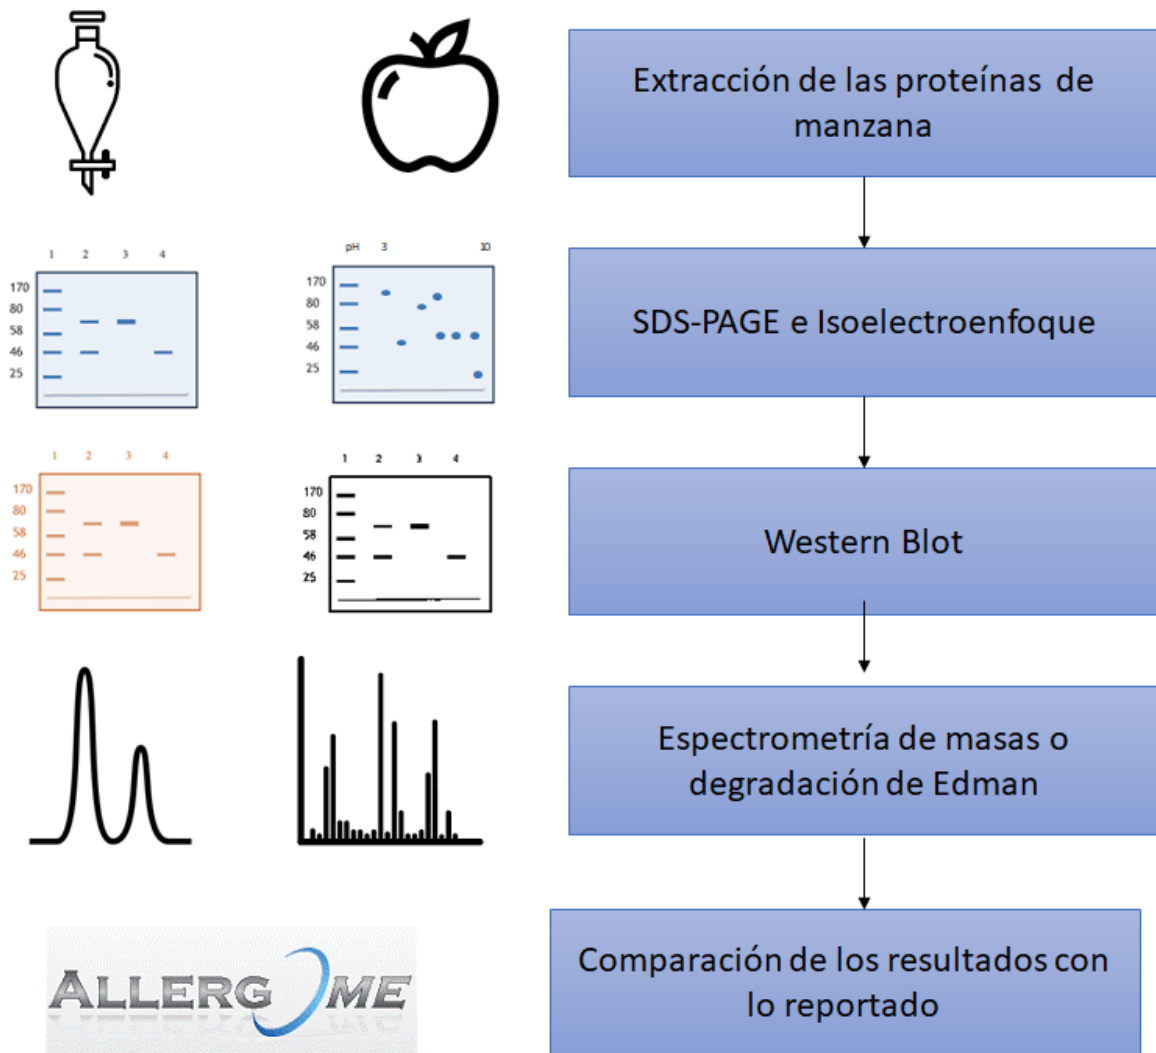 Extracción de las proteínas de
manzana
1 2 3 4
170
80
58
46
25
pH 3 10
170
80
58
46
25
SDS-PAGE e Isoelectroenfoque
1 2 3 4
170
80
58
46
25
1 2 3 4
170
80
58
46
25
Western Blot
Espectrometría de masas o
degradación de Edman
ALLERGOME
Comparación de los resultados con
lo reportado